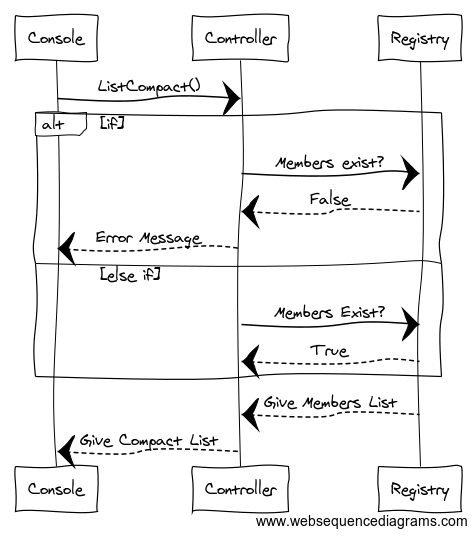 Console Controller Registry
ListCompact()
alt [if]
Members exist?
False
Error Message
[else if]
Members Exist?
True
Give Members List
Give Compact List
Console Controller Registry
www.websequencediagrams.com